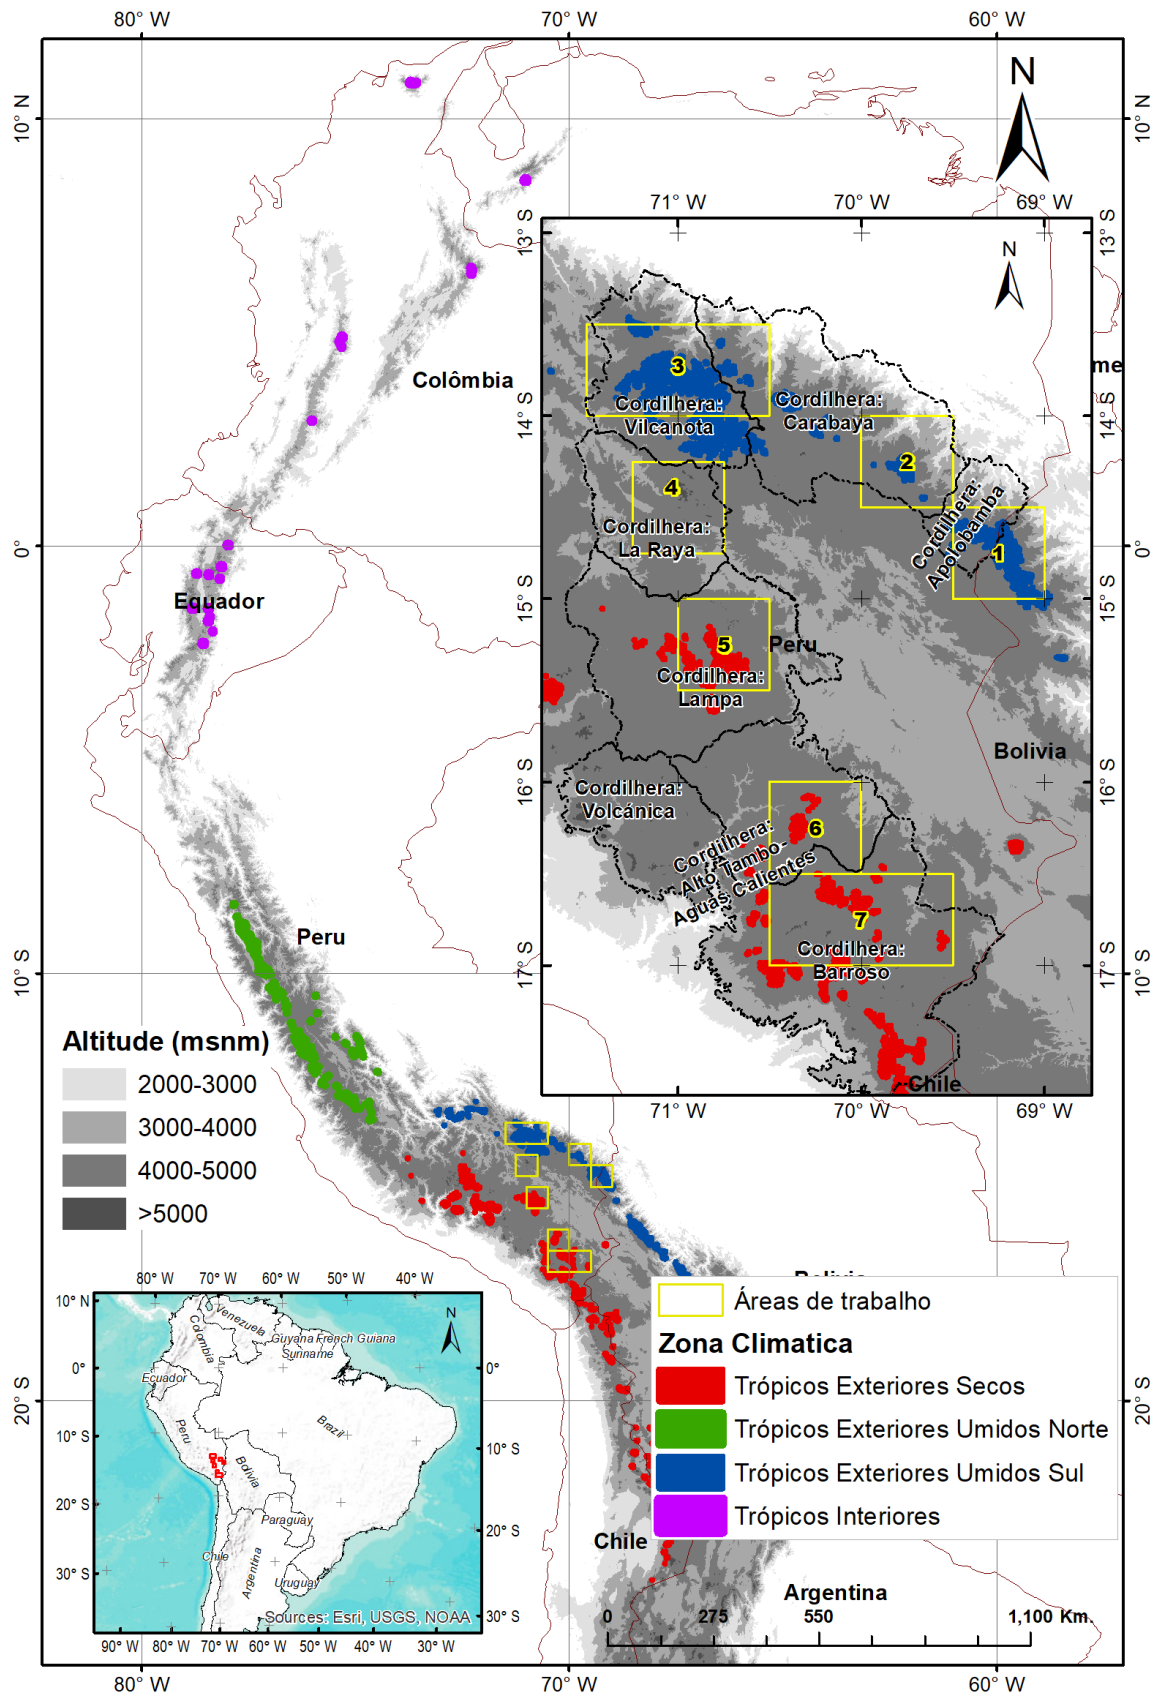 80° W
70° W
60° W
N
10° N
10° N
71° W
70° W
69° W
13° S
13° S
N
3
Colômbia
me
Cordilhera:
Vilcanota
Cordilhera:
Carabaya
14° S
14° S
2
4
Cordilhera:
La Raya
Cordilhera:
Apolobamba
1
0°
0°
Equador
15° S
15° S
5
Peru
Cordilhera:
Lampa
Bolivia
16° S
16° S
Cordilhera:
Volcánica
6
Cordilhera:
Alto Tambo-
Aguas Calientes
7
Peru
Cordilhera:
Barroso
17° S
17° S
10° S
10° S
Chile
71° W
70° W
69° W
Altitude (msnm)
2000-3000
3000-4000
4000-5000
>5000
80° W
70° W
60° W
50° W
40° W
10° N
N
Venezuela
Colombia
Guyana
French Guiana
Suriname
0°
0°
Ecuador
Peru
Brazil
10° S
10° S
Bolivia
20° S
Paraguay
20° S
Chile
30° S
Argentina
Uruguay
Sources: Esri, USGS, NOAA
30° S
90° W
80° W
70° W
60° W
50° W
40° W
30° W
Bolivia
Áreas de trabalho
Zona Climatica
Trópicos Exteriores Secos
Trópicos Exteriores Umidos Norte
Trópicos Exteriores Umidos Sul
Trópicos Interiores
20° S
20° S
Chile
Argentina
0
275
550
1,100 Km.
80° W
70° W
60° W